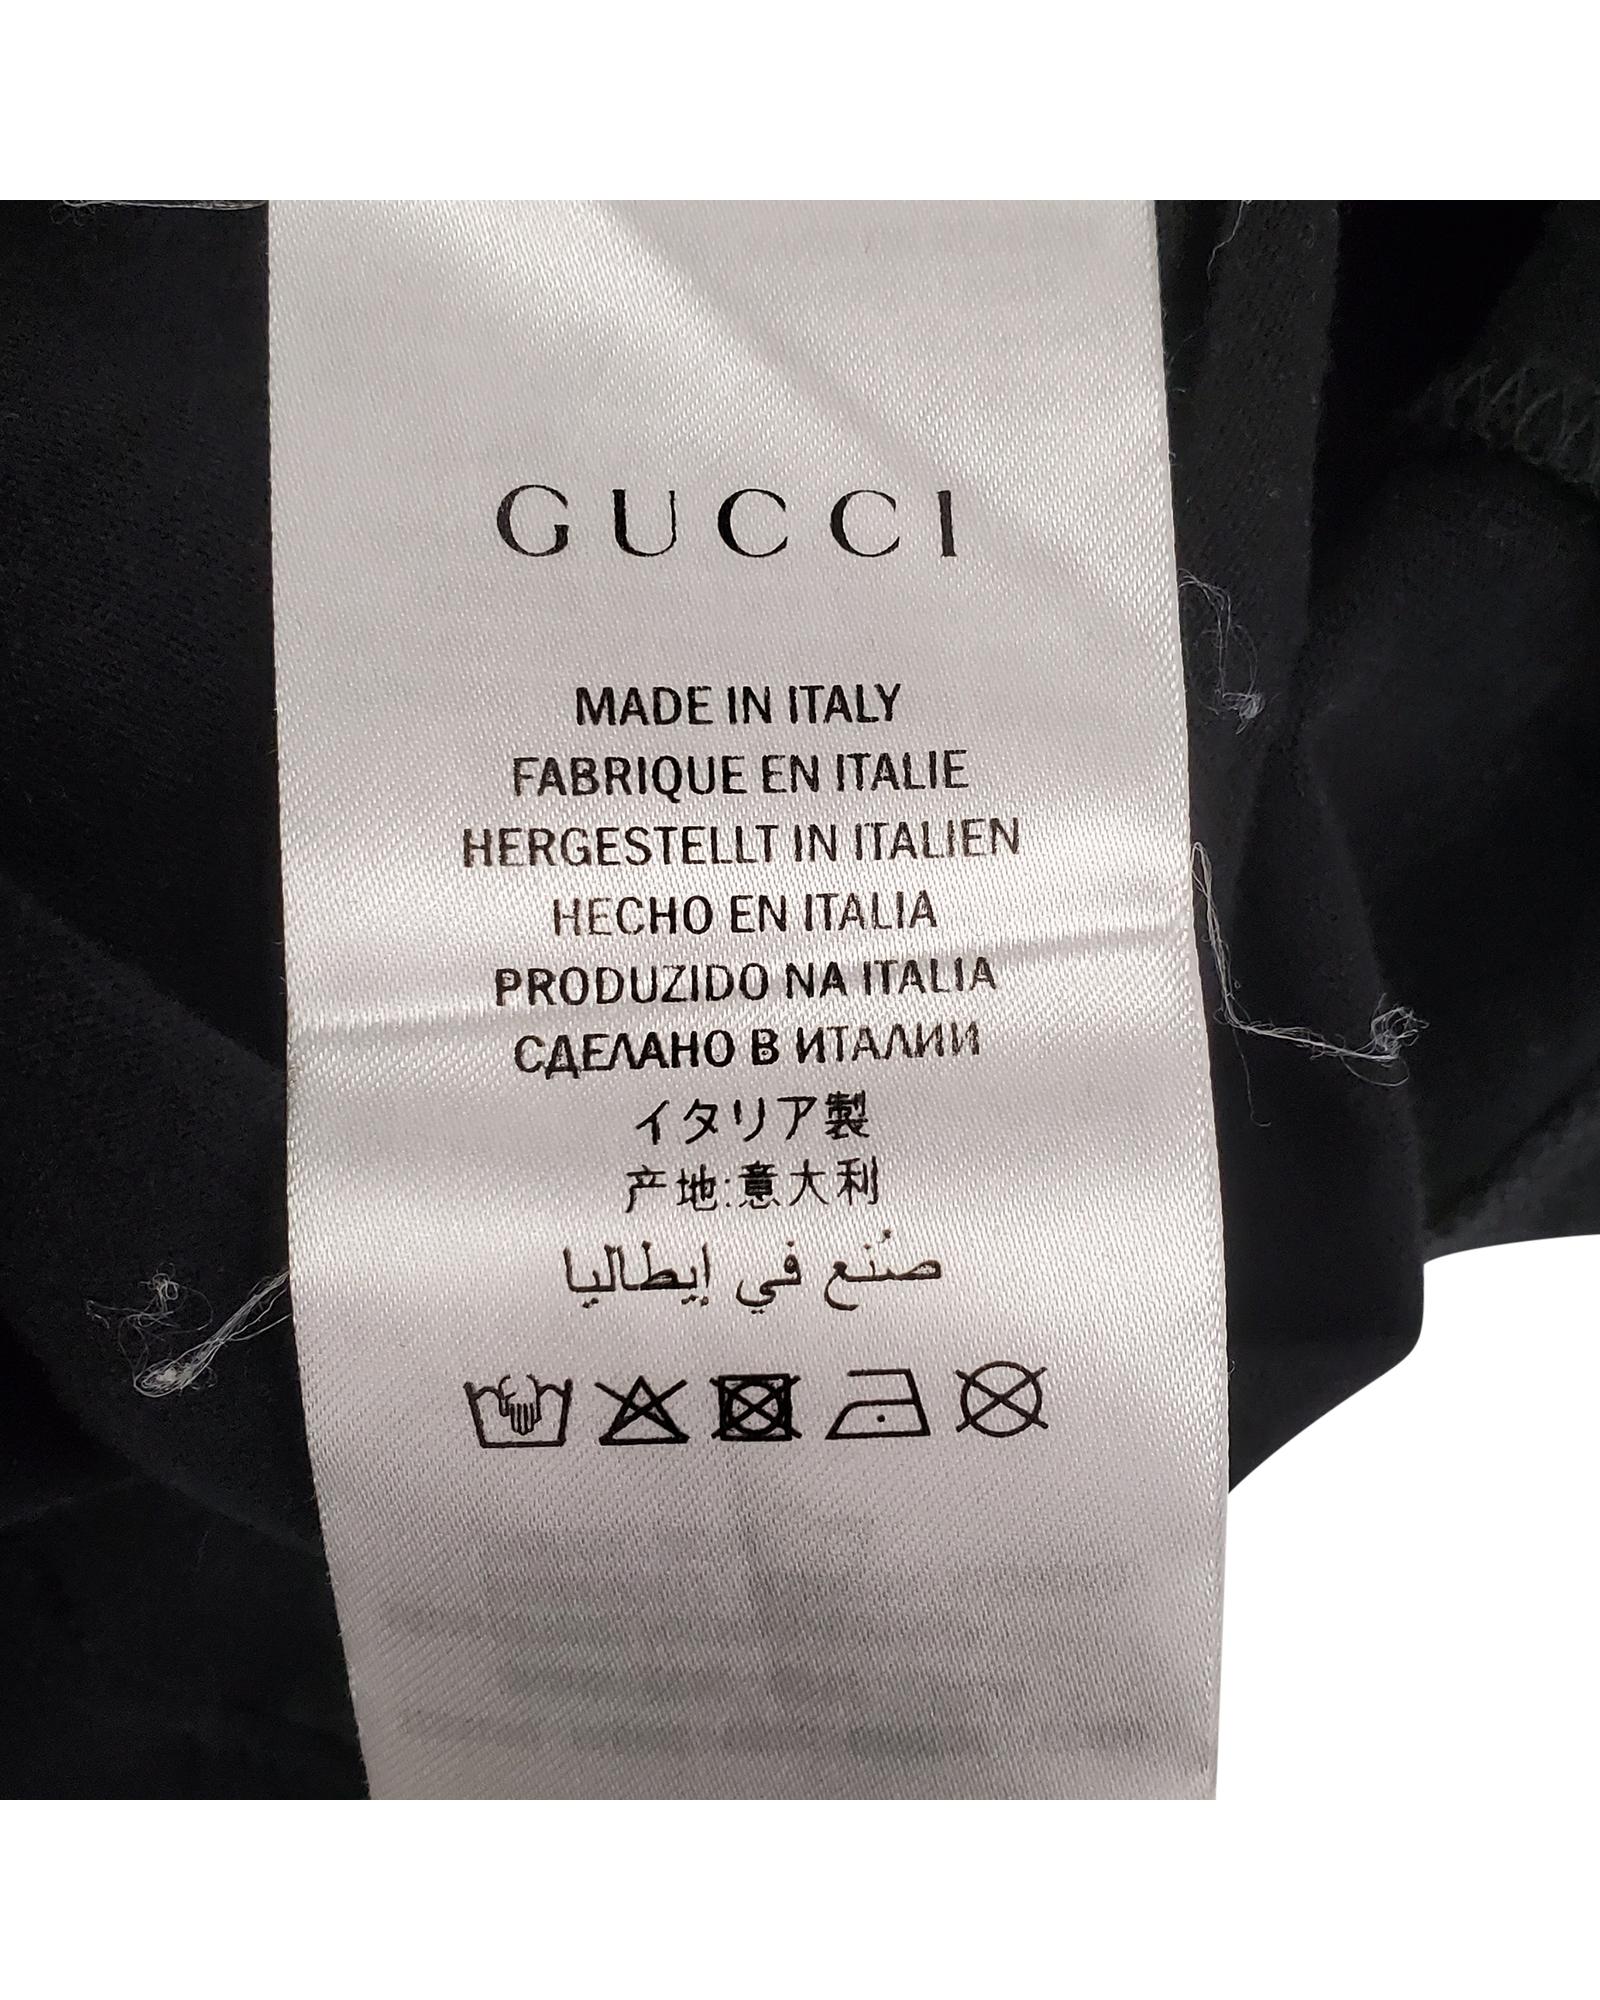 GUCCI
MADE IN ITALY
FABRIQUE EN ITALIE
HERGESTELLT IN ITALIEN
HECHO EN ITALIA
PRODUZIDO NA ITALIA
СДЕЛАНО В ИТАЛИИ
イタリア製
产地:意大利
صُنع في إيطاليا